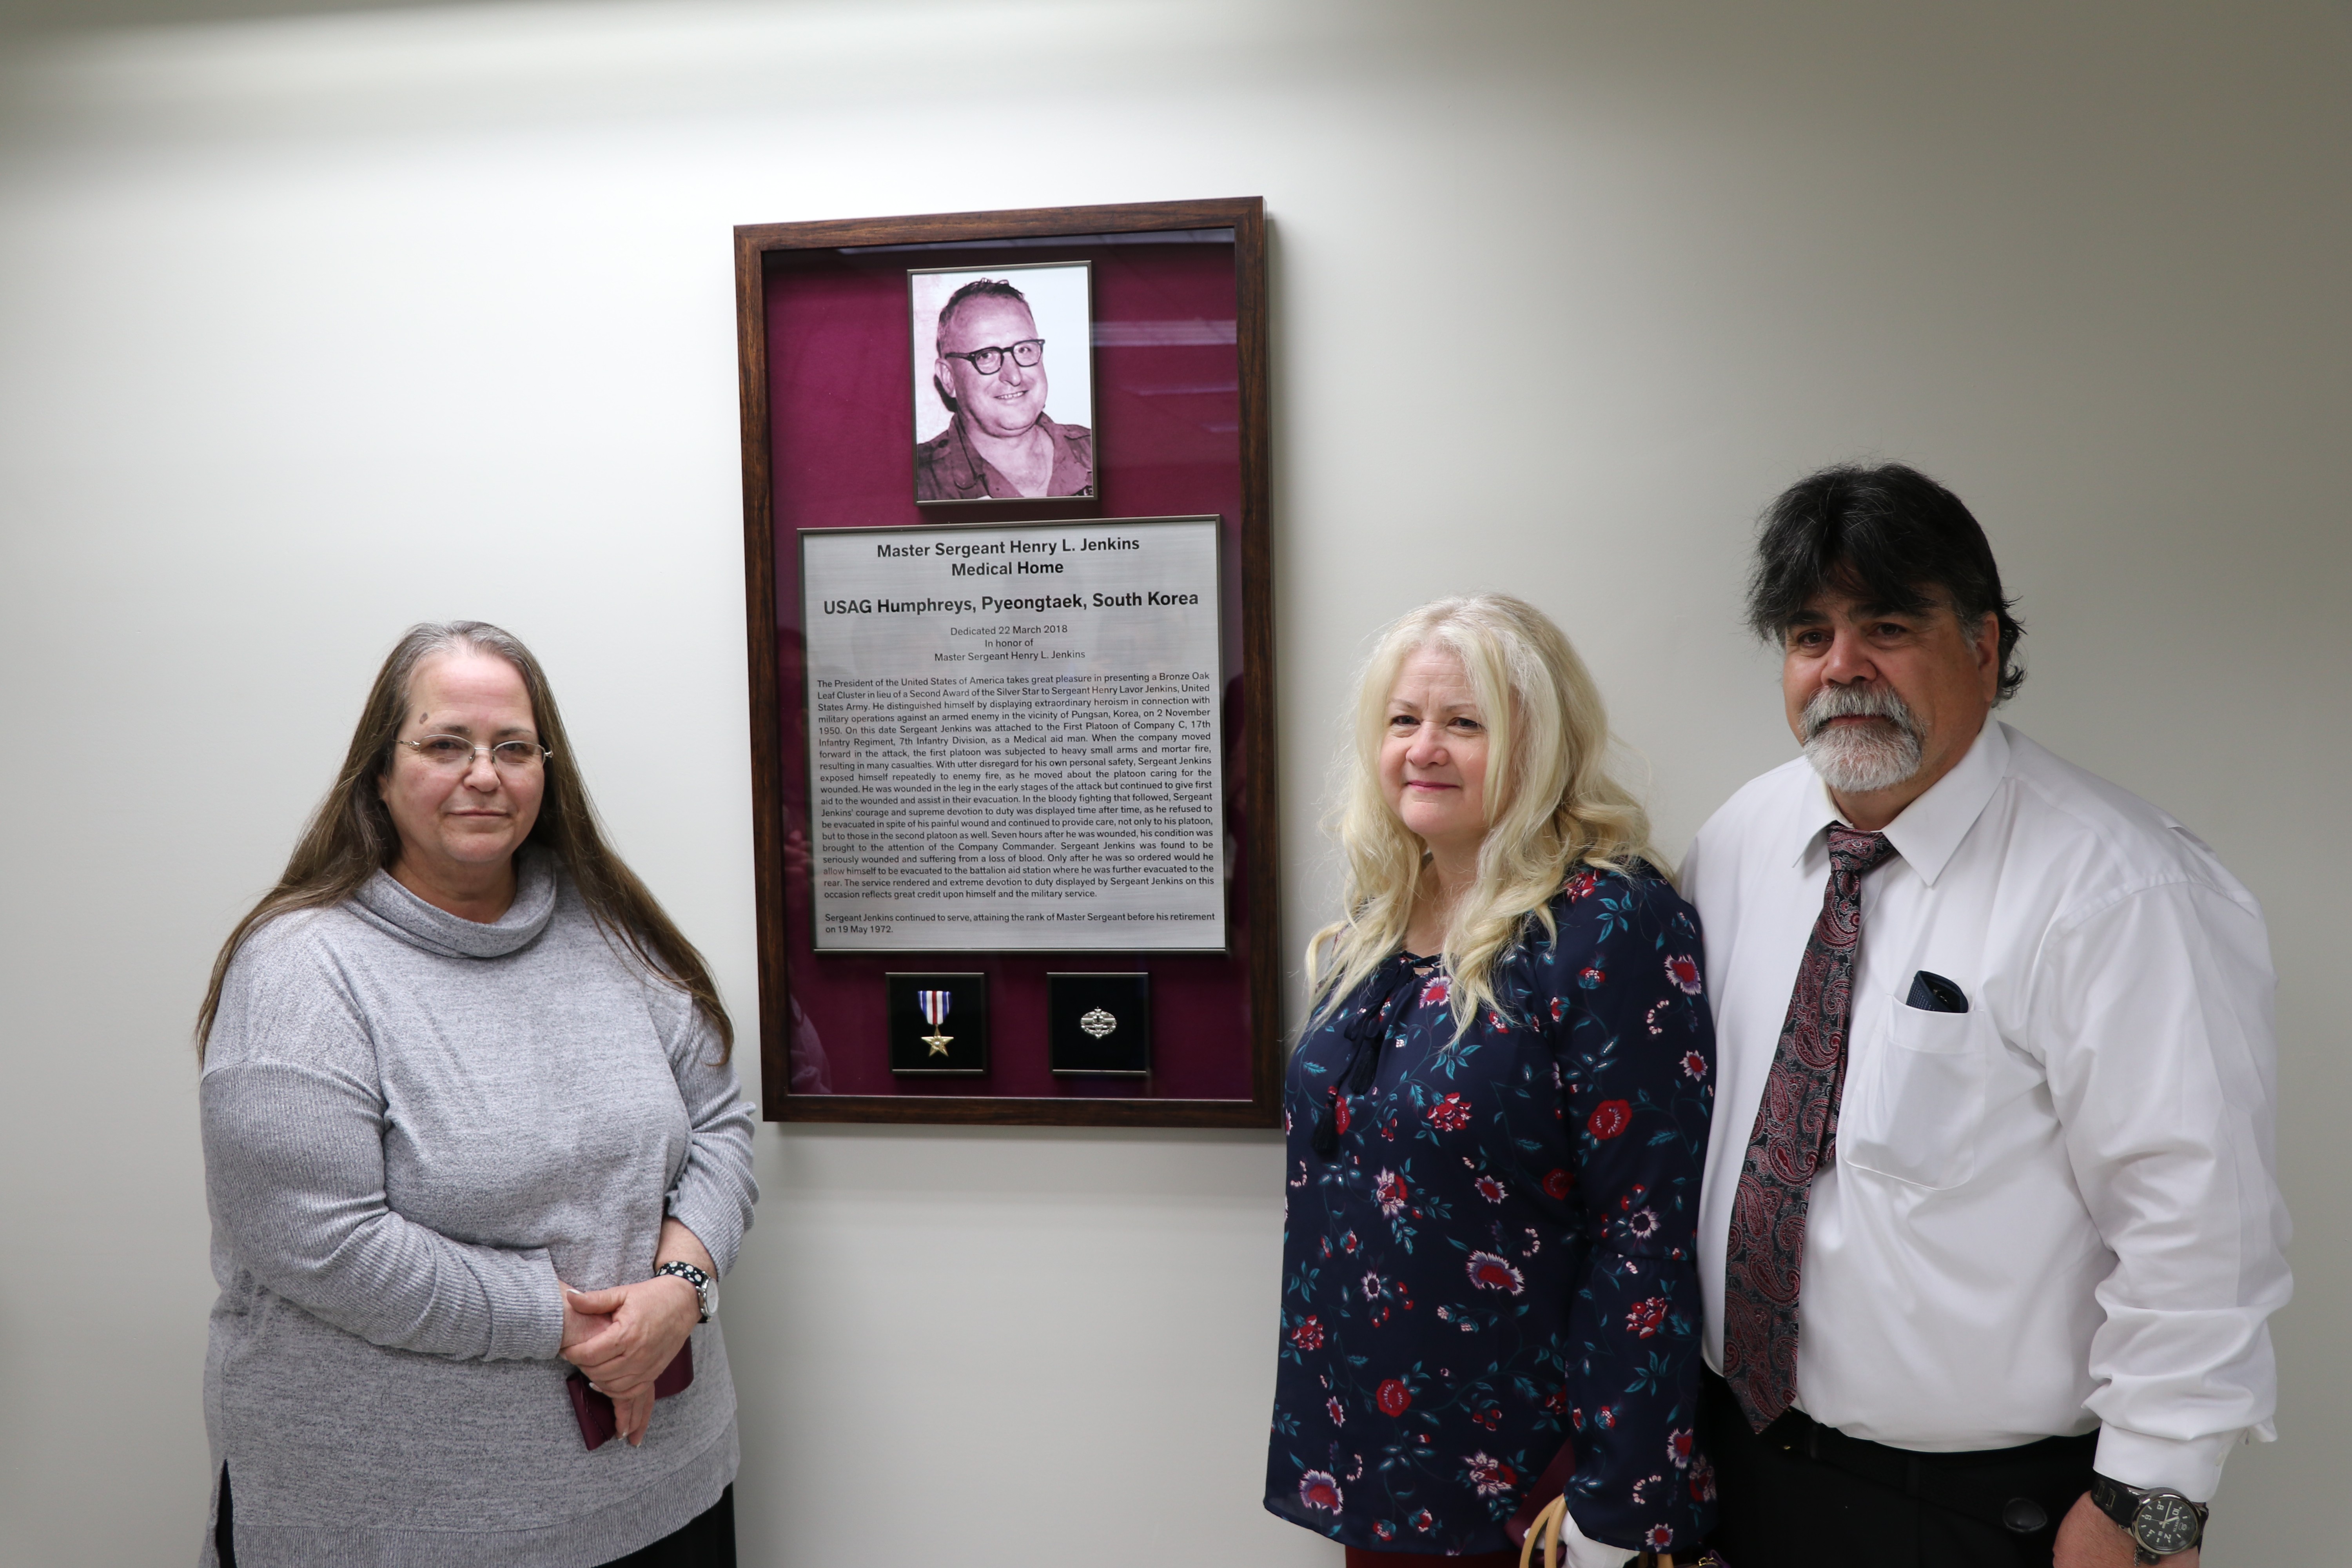 Master Sergeant Henry L. Jenkins
Medical Home
USAG Humphreys, Pyeongtaek, South Korea
Dedicated 22 March 2018
In honor of
Master Sergeant Henry L. Jenkins
The President of the United States of America takes great pleasure in presenting a Bronze Oak
Leaf Cluster in lieu of a Second Award of the Silver Star to Sergeant Henry Lavor Jenkins, United
States Army. He distinguished himself by displaying extraordinary heroism in connection with
military operations against an armed enemy in the vicinity of Pungsan, Korea, on 2 November
1950. On this date Sergeant Jenkins was attached to the First Platoon of Company C, 17th
Infantry Regiment, 7th Infantry Division, as a Medical aid man. When the company moved
forward in the attack, the first platoon was subjected to heavy small arms and mortar fire,
resulting in many casualties. With utter disregard for his own personal safety, Sergeant Jenkins
exposed himself repeatedly to enemy fire, as he moved about the platoon caring for the
wounded. He was wounded in the leg in the early stages of the attack but continued to give first
aid to the wounded and assist in their evacuation. In the bloody fighting that followed, Sergeant
Jenkins' courage and supreme devotion to duty was displayed time after time, as he refused to
be evacuated in spite of his painful wound and continued to provide care, not only to his platoon,
but to those in the second platoon as well. Seven hours after he was wounded, his condition was
brought to the attention of the Company Commander. Sergeant Jenkins was found to be
seriously wounded and suffering from a loss of blood. Only after he was so ordered would he
allow himself to be evacuated to the battalion aid station where he was further evacuated to the
rear. The service rendered and extreme devotion to duty displayed by Sergeant Jenkins on this
occasion reflects great credit upon himself and the military service.
Sergeant Jenkins continued to serve, attaining the rank of Master Sergeant before his retirement
on 19 May 1972.